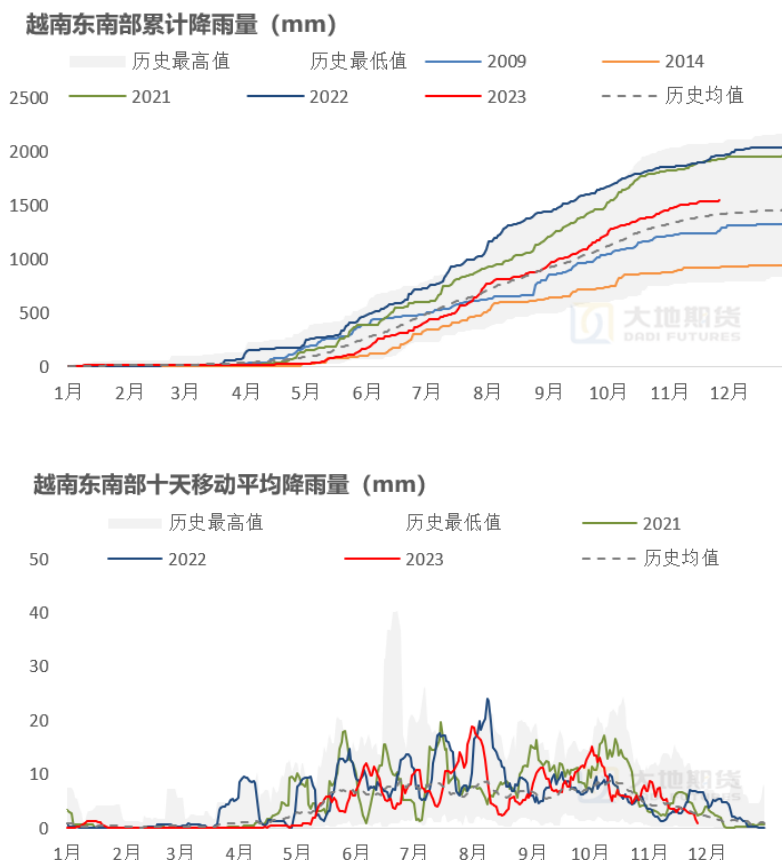 越南东南部累计降雨量（mm）
历史最高值 历史最低值 2009 2014
2021 2022 2023 历史均值
2500
2000
1500
1000
500
0
大地期货
DADI FUTURES
1月 2月 3月 4月 5月 6月 7月 8月 9月 10月 11月 12月
越南东南部十天移动平均降雨量（mm）
历史最高值 历史最低值 2021
2022 2023 历史均值
50
40
30
20
10
0
大地期货
DADI FUTURES
1月 2月 3月 4月 5月 6月 7月 8月 9月 10月 11月 12月